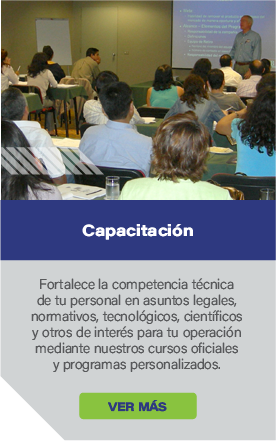 Capacitación
Fortalece la competencia técnica
de tu personal en asuntos legales,
normativos, tecnológicos, científicos
y otros de interés para tu operación
mediante nuestros cursos oficiales
y programas personalizados.
VER MÁS